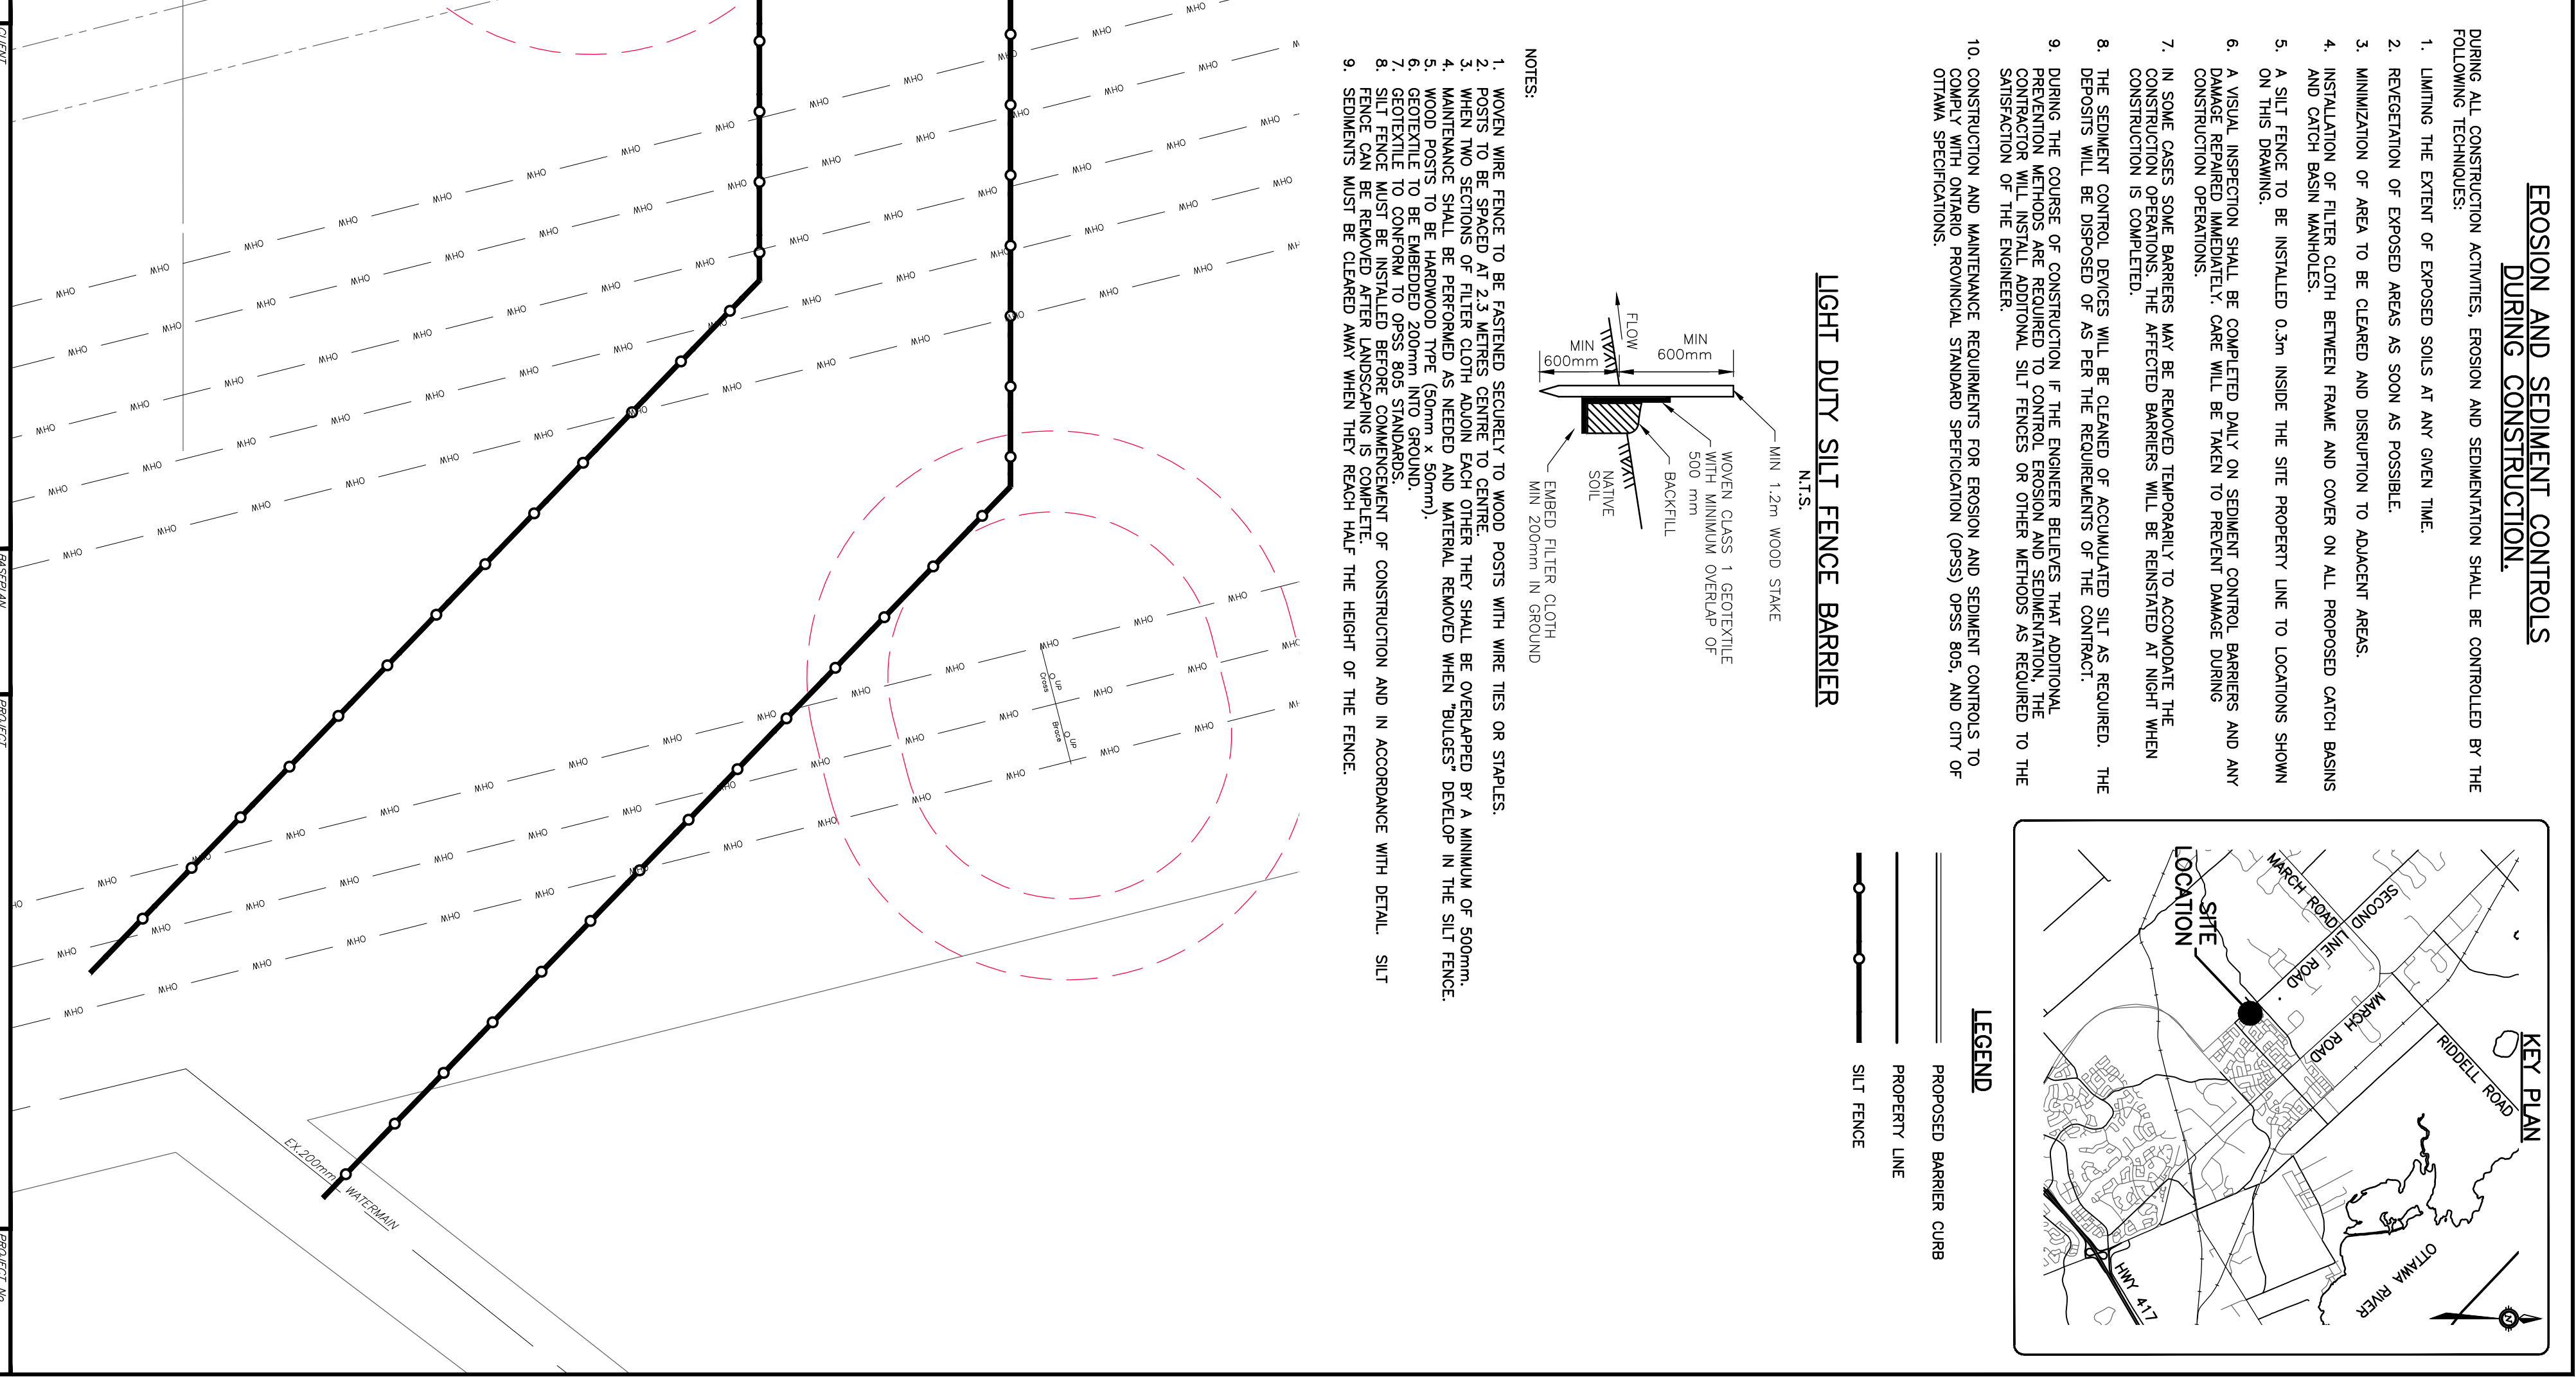 EROSION AND SEDIMENT CONTROLS
DURING CONSTRUCTION.
DURING ALL CONSTRUCTION ACTIVITIES, EROSION AND SEDIMENTATION SHALL BE CONTROLLED BY THE
FOLLOWING TECHNIQUES:
1. LIMITING THE EXTENT OF EXPOSED SOILS AT ANY GIVEN TIME.
2. REVEGETATION OF EXPOSED AREAS AS SOON AS POSSIBLE.
3. MINIMIZATION OF AREA TO BE CLEARED AND DISRUPTION TO ADJACENT AREAS.
4. INSTALLATION OF FILTER CLOTH BETWEEN FRAME AND COVER ON ALL PROPOSED CATCH BASINS
AND CATCH BASIN MANHOLES.
5. A SILT FENCE TO BE INSTALLED 0.3m INSIDE THE SITE PROPERTY LINE TO LOCATIONS SHOWN
ON THIS DRAWING.
6. A VISUAL INSPECTION SHALL BE COMPLETED DAILY ON SEDIMENT CONTROL BARRIERS AND ANY
DAMAGE REPAIRED IMMEDIATELY. CARE WILL BE TAKEN TO PREVENT DAMAGE DURING
CONSTRUCTION OPERATIONS.
7. IN SOME CASES SOME BARRIERS MAY BE REMOVED TEMPORARILY TO ACCOMODATE THE
CONSTRUCTION OPERATIONS. THE AFFECTED BARRIERS WILL BE REINSTATED AT NIGHT WHEN
CONSTRUCTION IS COMPLETED.
8. THE SEDIMENT CONTROL DEVICES WILL BE CLEANED OF ACCUMULATED SILT AS REQUIRED. THE
DEPOSITS WILL BE DISPOSED OF AS PER THE REQUIREMENTS OF THE CONTRACT.
9. DURING THE COURSE OF CONSTRUCTION IF THE ENGINEER BELIEVES THAT ADDITIONAL
PREVENTION METHODS ARE REQUIRED TO CONTROL EROSION AND SEDIMENTATION, THE
CONTRACTOR WILL INSTALL ADDITONAL SILT FENCES OR OTHER METHODS AS REQUIRED TO THE
SATISFACTION OF THE ENGINEER.
10. CONSTRUCTION AND MAINTENANCE REQUIRMENTS FOR EROSION AND SEDIMENT CONTROLS TO
COMPLY WITH ONTARIO PROVINCIAL STANDARD SPEFICICATION (OPSS) OPSS 805, AND CITY OF
OTTAWA SPECIFICATIONS.
LIGHT DUTY SILT FENCE BARRIER
N.T.S.
MIN 1.2m WOOD STAKE
WOVEN CLASS 1 GEOTEXTILE
WITH MINIMUM OVERLAP OF
500 mm
BACKFILL
NATIVE
SOIL
EMBED FILTER CLOTH
MIN 200mm IN GROUND
MIN
600mm
FLOW
MIN
600mm
NOTES:
1. WOVEN WIRE FENCE TO BE FASTENED SECURELY TO WOOD POSTS WITH WIRE TIES OR STAPLES.
2. POSTS TO BE SPACED AT 2.3 METRES CENTRE TO CENTRE.
3. WHEN TWO SECTIONS OF FILTER CLOTH ADJOIN EACH OTHER THEY SHALL BE OVERLAPPED BY A MINIMUM OF 500mm.
4. MAINTENANCE SHALL BE PERFORMED AS NEEDED AND MATERIAL REMOVED WHEN "BULGES" DEVELOP IN THE SILT FENCE.
5. WOOD POSTS TO BE HARDWOOD TYPE (50mm x 50mm).
6. GEOTEXTILE TO BE EMBEDDED 200mm INTO GROUND.
7. GEOTEXTILE TO CONFORM TO OPSS 805 STANDARDS.
8. SILT FENCE MUST BE INSTALLED BEFORE COMMENCEMENT OF CONSTRUCTION AND IN ACCORDANCE WITH DETAIL. SILT
FENCE CAN BE REMOVED AFTER LANDSCAPING IS COMPLETE.
9. SEDIMENTS MUST BE CLEARED AWAY WHEN THEY REACH HALF THE HEIGHT OF THE FENCE.
KEY PLAN
RIDDELL ROAD
MARCH ROAD
SECOND LINE ROAD
MARCH ROAD
SITE
LOCATION
OTTAWA RIVER
HWY 417
N
LEGEND
PROPOSED BARRIER CURB
PROPERTY LINE
SILT FENCE
OHW
UP
Cross
UP
Brace
EX.200mm
WATERMAIN
CLIENT
BASEPLAN
PROJECT
PROJECT No.